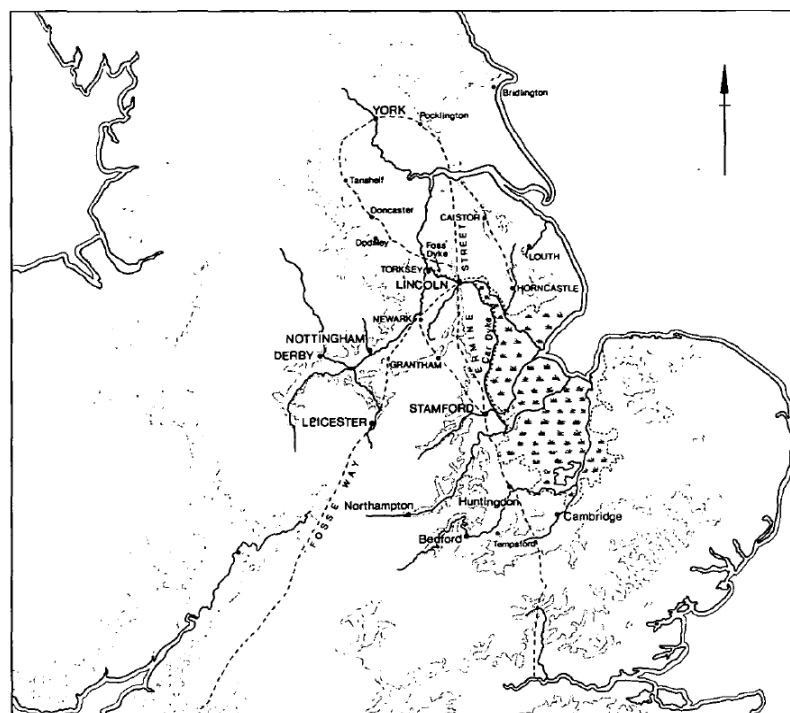 Bridlington
YORK
Pocklington
Tanshelf
Doncaster
CAISTOR
STREET
Foss
Dyke
LOUTH
TORKSEY
LINCOLN
HORNCASTLE
NEWARK
ERMINE
Car Dyke
NOTTINGHAM
DERBY
GRANTHAM
STAMFORD
LEICESTER
FOSSE WAY
Northampton
Huntingdon
Cambridge
Bedford
Tempsford